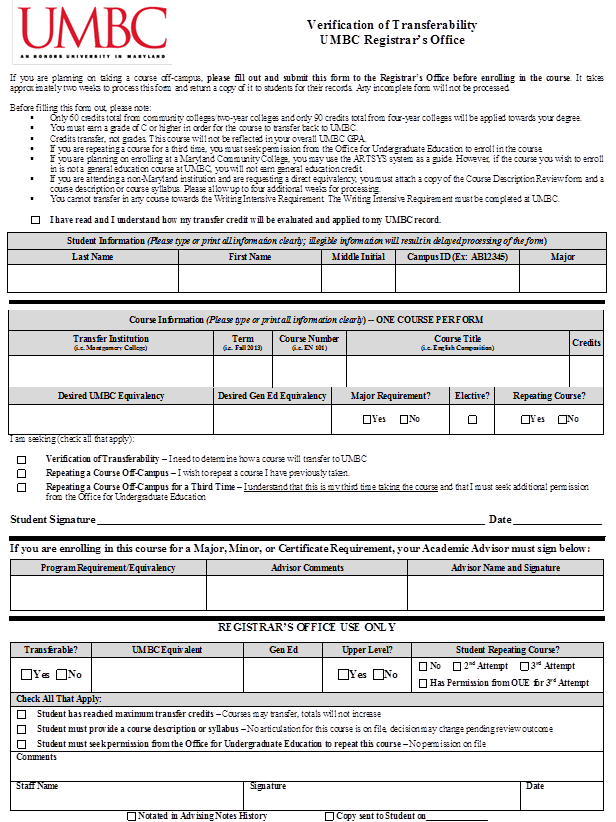 UMBC
AN HONORS UNIVERSITY IN MARYLAND
Verification of Transferability
UMBC Registrar's Office
If you are planning on taking a course off-campus, please fill out and submit this form to the Registrar's Office before enrolling in the course. It takes
approximately two weeks to process this form and return a copy of it to students for their records. Any incomplete form will not be processed.
Before filling this form out, please note:
Only 60 credits total from community colleges/two-year colleges and only 90 credits total from four-year colleges will be applied towards your degree.
You must earn a grade of C or higher in order for the course to transfer back to UMBC.
Credits transfer, not grades. This course will not be reflected in your overall UMBC GPA.
If you are repeating a course for a third time, you must seek permission from the Office for Undergraduate Education to enroll in the course.
If you are planning on enrolling at a Maryland Community College, you may use the ARTSYS system as a guide. However, if the course you wish to enroll
in is not a general education course at UMBC, you will not earn general education credit.
If you are attending a non-Maryland institution and are requesting a direct equivalency, you must attach a copy of the Course Description Review form and a
course description or course syllabus. Please allow up to four additional weeks for processing.
You cannot transfer in any course towards the Writing Intensive Requirement. The Writing Intensive Requirement must be completed at UMBC.
I have read and I understand how my transfer credit will be evaluated and applied to my UMBC record.
Student Information (Please type or print all information clearly; illegible information will result in delayed processing of the form)
Last Name First Name Middle Initial Campus ID (Ex: AB12345) Major
Course Information (Please type or print all information clearly) -- ONE COURSE PER FORM
Transfer Institution Term Course Number Course Title Credits
(i.e. Montgomery College) (i.e. Fall 2013) (i.e. EN 101) (i.e. English Composition)
Desired UMBC Equivalency Desired Gen Ed Equivalency Major Requirement? Elective? Repeating Course?
Yes No Yes No
I am seeking (check all that apply):
Verification of Transferability – I need to determine how a course will transfer to UMBC
Repeating a Course Off-Campus – I wish to repeat a course I have previously taken.
Repeating a Course Off-Campus for a Third Time – I understand that this is my third time taking the course and that I must seek additional permission
from the Office for Undergraduate Education
Student Signature Date
If you are enrolling in this course for a Major, Minor, or Certificate Requirement, your Academic Advisor must sign below:
Program Requirement/Equivalency Advisor Comments Advisor Name and Signature
REGISTRAR'S OFFICE USE ONLY
Transferable? UMBC Equivalent Gen Ed Upper Level? Student Repeating Course?
Yes No Yes No No 2nd Attempt 3rd Attempt
Has Permission from OUE for 3rd Attempt
Check All That Apply:
Student has reached maximum transfer credits – Courses may transfer, totals will not increase
Student must provide a course description or syllabus – No articulation for this course is on file, decision may change pending review outcome
Student must seek permission from the Office for Undergraduate Education to repeat this course – No permission on file
Comments
Staff Name Signature Date
Notated in Advising Notes History Copy sent to Student on